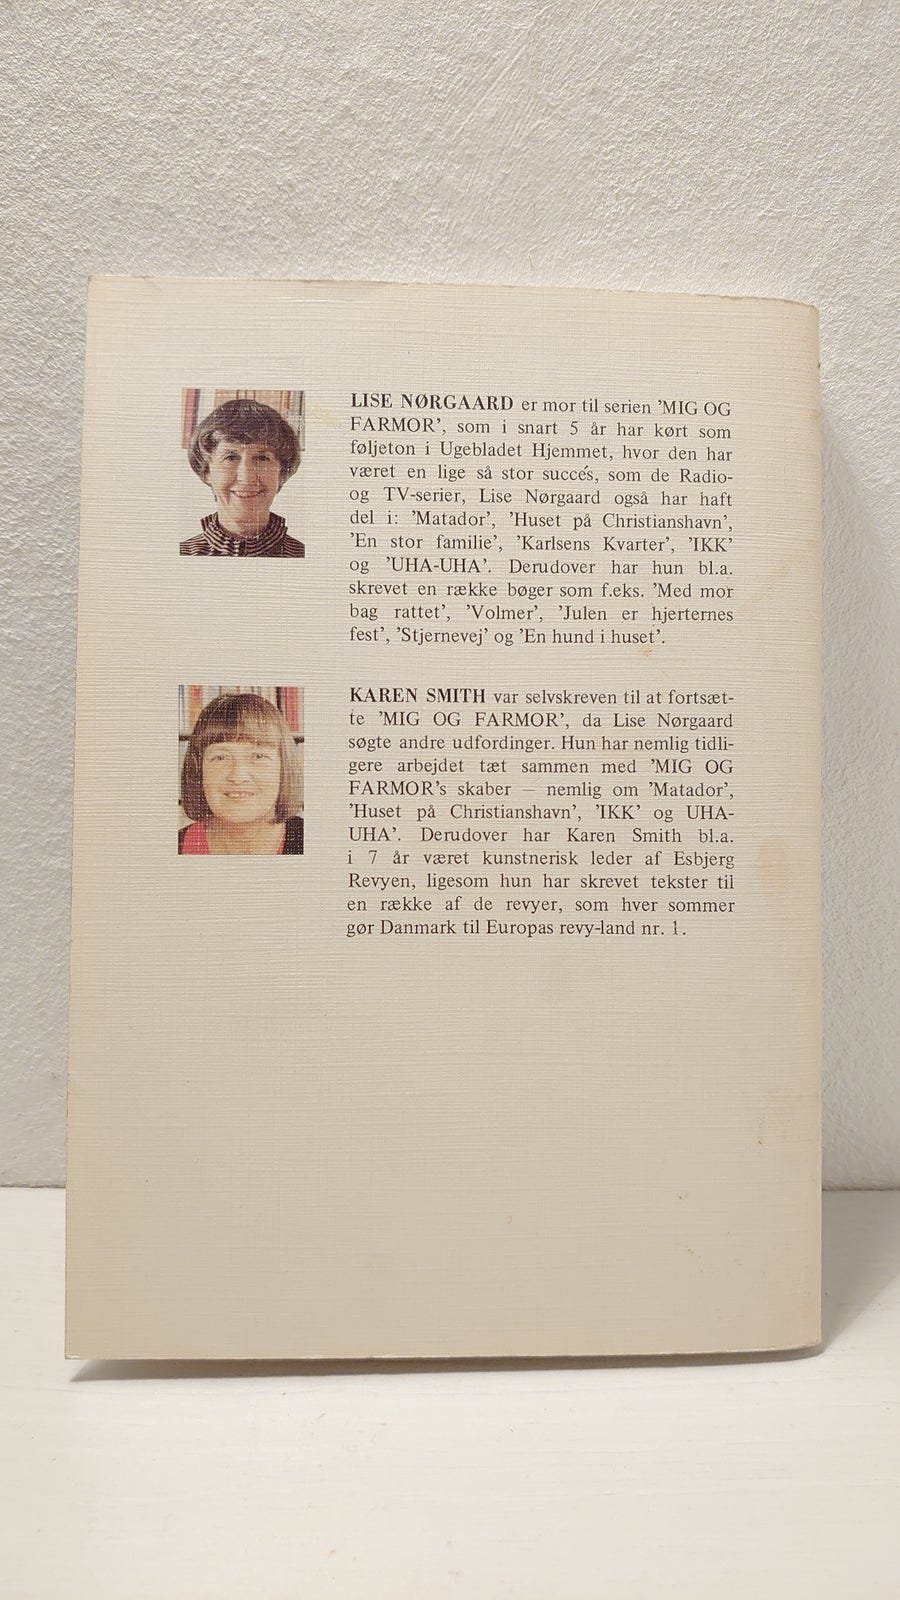 LISE NØRGAARD er mor til serien ’MIG OG
FARMOR’, som i snart 5 år har kørt som
føljeton i Ugebladet Hjemmet, hvor den har
været en lige så stor succés, som de Radio-
og TV-serier, Lise Nørgaard også har haft
del i: ’Matador’, ’Huset på Christianshavn’,
’En stor familie’, ’Karlsens Kvarter’, ’IKK’
og ’UHA-UHA’. Derudover har hun bl.a.
skrevet en række bøger som f.eks. ’Med mor
bag rattet’, ’Volmer’, ’Julen er hjerternes
fest’, ’Stjernevej’ og ’En hund i huset’.
KAREN SMITH var selvskreven til at fortsæt-
te ’MIG OG FARMOR’, da Lise Nørgaard
søgte andre udfordinger. Hun har nemlig tidli-
gere arbejdet tæt sammen med ’MIG OG
FARMOR’s skaber – nemlig om ’Matador’,
’Huset på Christianshavn’, ’IKK’ og UHA-
UHA’. Derudover har Karen Smith bl.a.
i 7 år været kunstnerisk leder af Esbjerg
Revyen, ligesom hun har skrevet tekster til
en række af de revyer, som hver sommer
gør Danmark til Europas revy-land nr. 1.